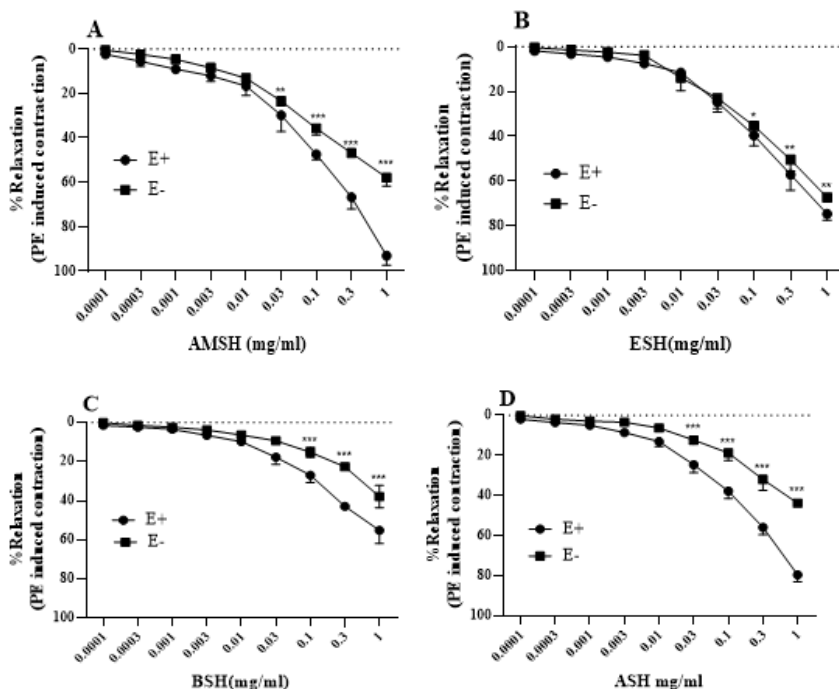 A
0
20
40
60
80
100
%Relaxation
(PE induced contraction)
** *** *** ***
E+
E-
0.0001 0.0003 0.001 0.003 0.01 0.03 0.1 0.3 1
AMSH (mg/ml)
B
0
20
40
60
80
100
%Relaxation
(PE induced contraction)
* ** **
E+
E-
0.0001 0.0003 0.001 0.003 0.01 0.03 0.1 0.3 1
ESH(mg/ml)
C
0
20
40
60
80
100
%Relaxation
(PE induced contraction)
*** *** ***
E+
E-
0.0001 0.0003 0.001 0.003 0.01 0.03 0.1 0.3 1
BSH(mg/ml)
D
0
20
40
60
80
100
%Relaxation
(PE induced contraction)
*** *** *** ***
E+
E-
0.0001 0.0003 0.001 0.003 0.01 0.03 0.1 0.3 1
ASH mg/ml